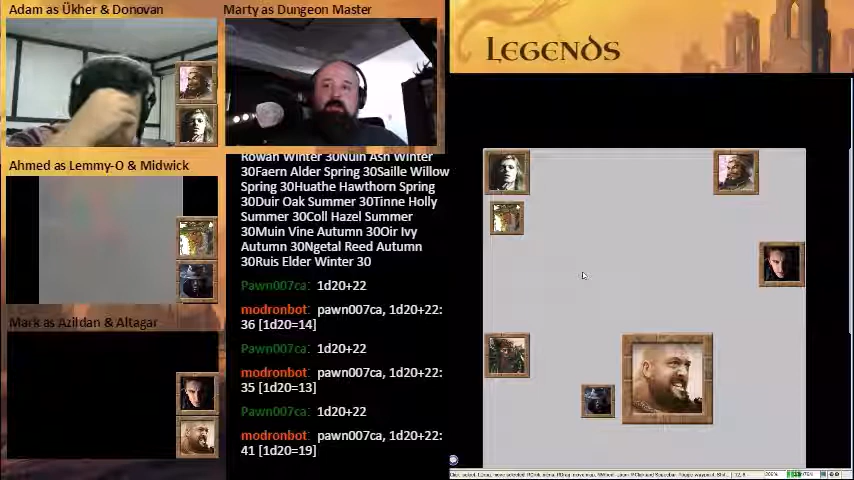 Adam as Ükher & Donovan
Marty as Dungeon Master
LEGENDS
Ahmed as Lemmy-O & Midwick
Mark as Azildan & Altagar
Rowan Winter 30Nuin Ash Winter
30Faern Alder Spring 30Saille Willow
Spring 30Huathe Hawthorn Spring
30Duir Oak Summer 30Tinne Holly
Summer 30Coll Hazel Summer
30Muin Vine Autumn 30Oir Ivy
Autumn 30Ngetal Reed Autumn
30Ruis Elder Winter 30
Pawn007ca: 1d20+22
modronbot: pawn007ca, 1d20+22:
36 [1d20=14]
Pawn007ca: 1d20+22
modronbot: pawn007ca, 1d20+22:
35 [1d20=13]
Pawn007ca: 1d20+22
modronbot: pawn007ca, 1d20+22:
41 [1d20=19]